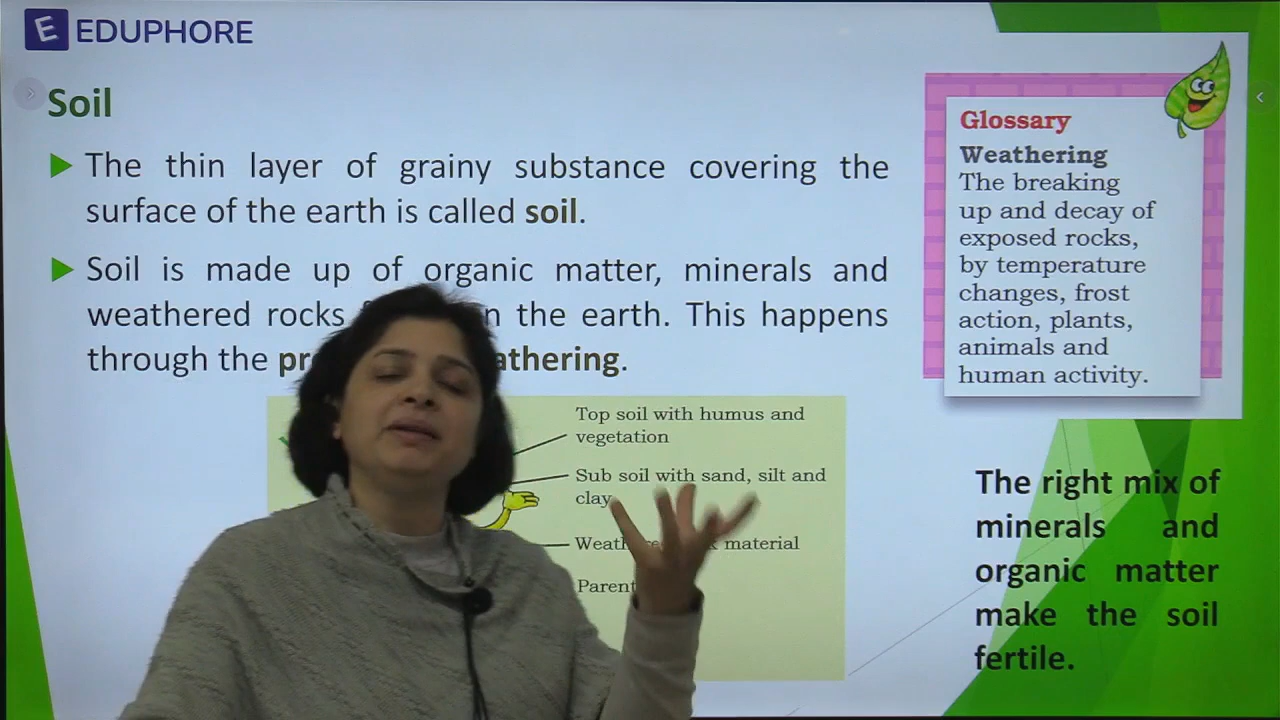 E EDUPHORE
Soil
The thin layer of grainy substance covering the
surface of the earth is called soil.
Soil is made up of organic matter, minerals and
weathered rocks the earth. This happens
through the
Glossary
Weathering
The breaking
up and decay of
exposed rocks,
by temperature
changes, frost
action, plants,
animals and
human activity.
Top soil with humus and
vegetation
Sub soil with sand, silt and
clay
material
Parent
The right mix of
minerals and
organic matter
make the soil
fertile.